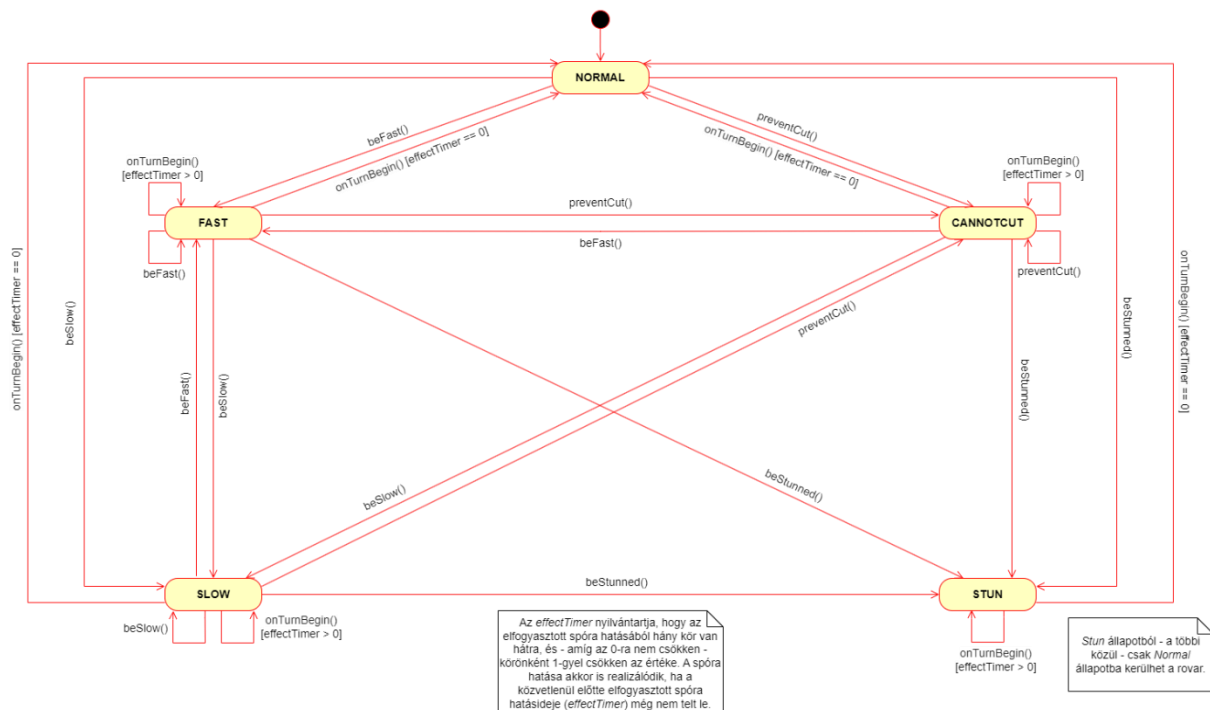 NORMAL
beFast()
onTurnBegin() [effectTimer == 0]
preventCut()
onTurnBegin() [effectTimer == 0]
onTurnBegin()
[effectTimer > 0]
onTurnBegin()
[effectTimer > 0]
FAST
preventCut()
CANNOTCUT
beFast()
beFast()
preventCut()
onTurnBegin() [effectTimer == 0]
beSlow()
beFast()
beSlow()
preventCut()
beSlow()
beStunned()
beStunned()
beStunned()
onTurnBegin() [effectTimer == 0]
SLOW
beStunned()
STUN
beSlow()
onTurnBegin()
[effectTimer > 0]
onTurnBegin()
[effectTimer > 0]
Az effectTimer nyilvántartja, hogy az
elfogyasztott spóra hatásából hány kör van
hátra, és - amíg az 0-ra nem csökken -
körönként 1-gyel csökken az értéke. A spóra
hatása akkor is realizálódik, ha a
közvetlenül előtte elfogyasztott spóra
hatásideje (effectTimer) még nem telt le.
Stun állapotból - a többi
közül - csak Normal
állapotba kerülhet a rovar.